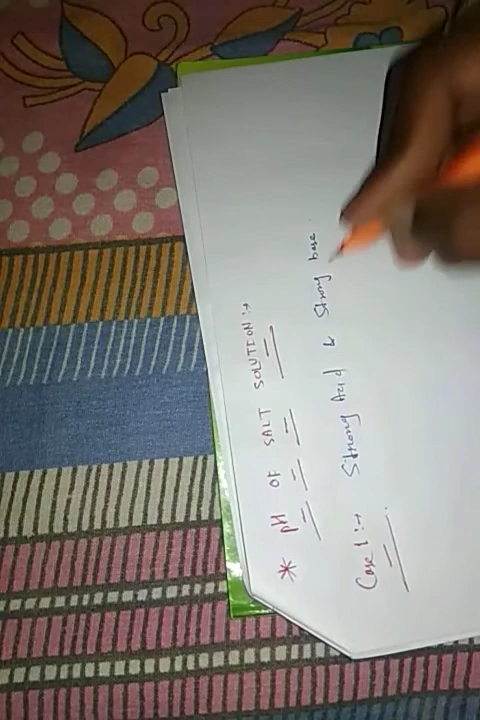 * PH OF SALT SOLUTION :→
Case 1 :→ Strong Acid & Strong base.